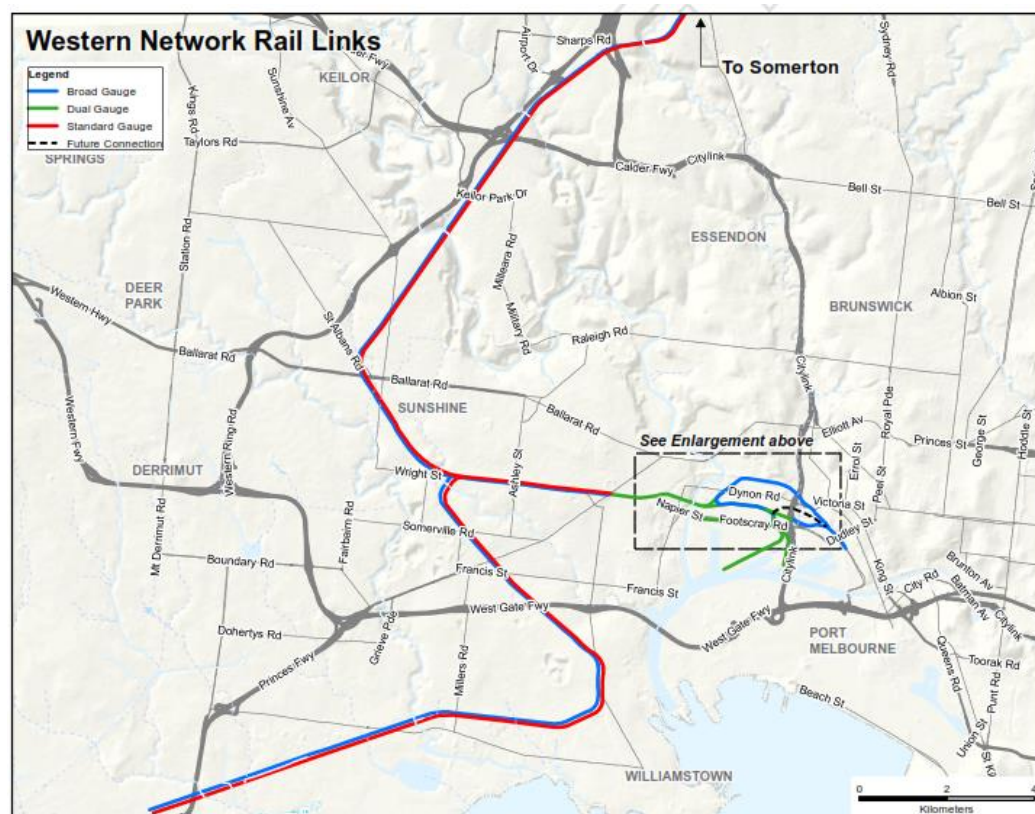 Western Network Rail Links
Legend
Broad Gauge
Dual Gauge
Standard Gauge
Future Connection
To Somerton
Sharps Rd
Airport Dr
Sydney Rd
KEILOR
Sunshine Av
Kings Rd
Taylors Rd
SPRINGS
Citylink
Calder Fwy
Bell St
Bell St
Keilor Park Dr
ESSENDON
Station Rd
Milleara Rd
DEER
PARK
BRUNSWICK
Albion St
Western Hwy
St Albans Rd
Military Rd
Raleigh Rd
Ballarat Rd
Ballarat Rd
Ballarat Rd
Citylink
Royal Pde
SUNSHINE
Western Fwy
Western Ring Rd
Elliott Av
Princes St
George St
Hoddle St
See Enlargement above
Errol St
Peel St
DERRIMUT
Wright St
Ashley St
Dynon Rd
Victoria St
Napier St
Footscray Rd
Dudley St
Somerville Rd
Mt Derrimut Rd
Fairbairn Rd
Boundary Rd
Francis St
Francis St
Citylink
King St
City Rd
Brunton Av
Batman Av
Citylink
West Gate Fwy
West Gate Fwy
Dohertys Rd
Grieve Pde
PORT
MELBOURNE
Toorak Rd
Queens Rd
Punt Rd
Princes Fwy
Millers Rd
Beach St
Union St
WILLIAMSTOWN
0 2 4
Kilometers